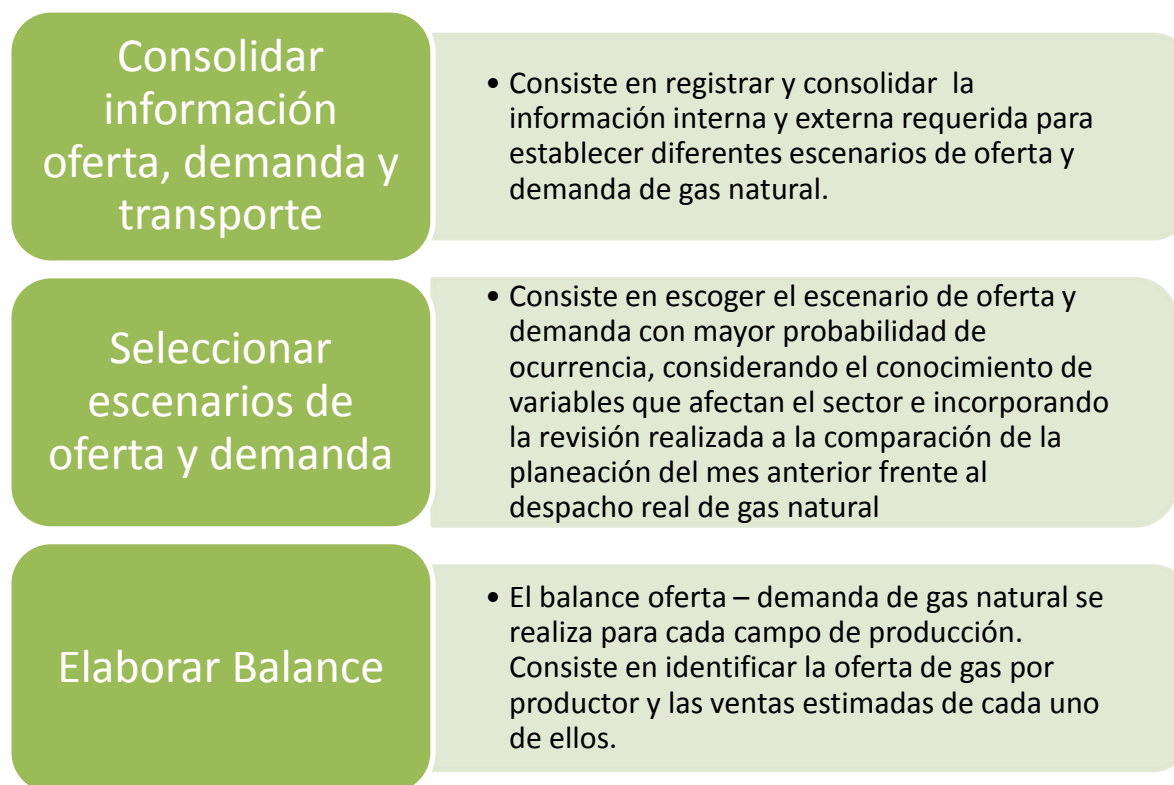 Consolidar
información
oferta, demanda y
transporte
• Consiste en registrar y consolidar  la
información interna y externa requerida para
establecer diferentes escenarios de oferta y
demanda de gas natural.
Seleccionar
escenarios de
oferta y demanda
• Consiste en escoger el escenario de oferta y
demanda con mayor probabilidad de
ocurrencia, considerando el conocimiento de
variables que afectan el sector e incorporando
la revisión realizada a la comparación de la
planeación del mes anterior frente al
despacho real de gas natural
Elaborar Balance
• El balance oferta – demanda de gas natural se
realiza para cada campo de producción.
Consiste en identificar la oferta de gas por
productor y las ventas estimadas de cada uno
de ellos.